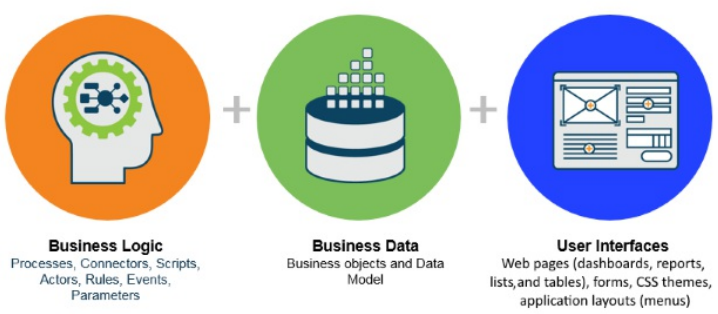 Business Logic
Processes, Connectors, Scripts,
Actors, Rules, Events,
Parameters
Business Data
Business objects and Data
Model
User Interfaces
Web pages (dashboards, reports,
lists,and tables), forms, CSS themes,
application layouts (menus)